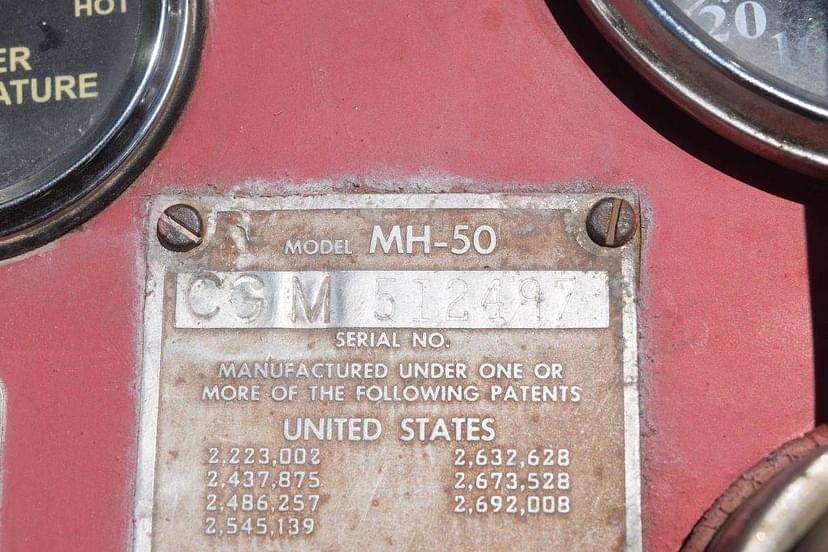 HOT
ER
ATURE
20
MODEL MH-50
CGM 512497
SERIAL NO.
MANUFACTURED UNDER ONE OR
MORE OF THE FOLLOWING PATENTS
UNITED STATES
2,223,002 2,632,628
2,437,875 2,673,528
2,486,257 2,692,008
2,545,139